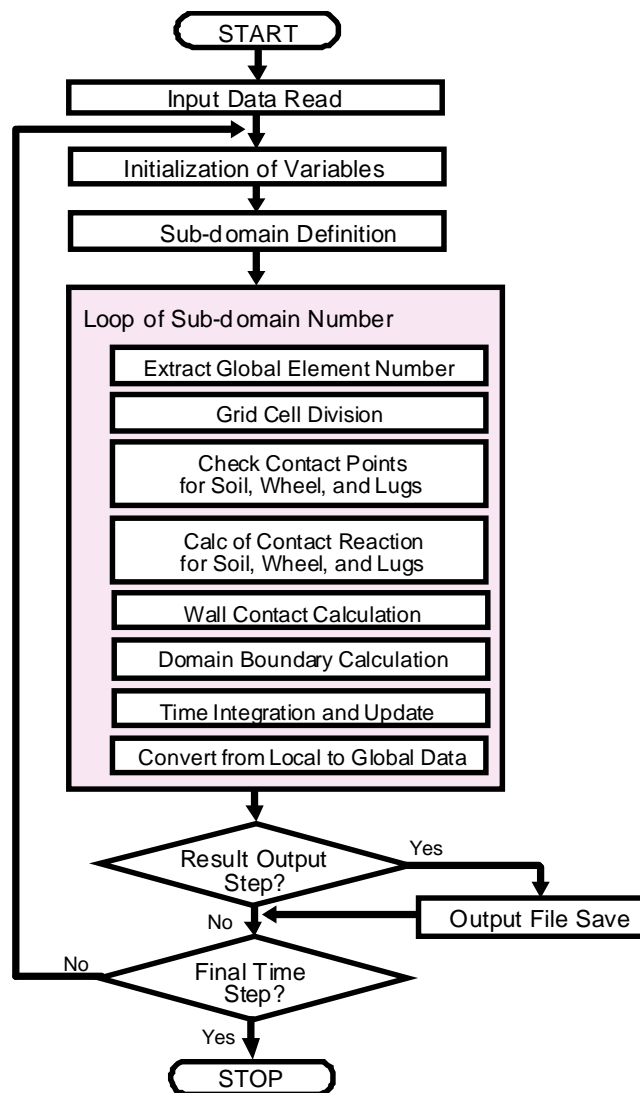 START
Input Data Read
Initialization of Variables
Sub-domain Definition
Loop of Sub-domain Number
Extract Global Element Number
Grid Cell Division
Check Contact Points
for Soil, Wheel, and Lugs
Calc of Contact Reaction
for Soil, Wheel, and Lugs
Wall Contact Calculation
Domain Boundary Calculation
Time Integration and Update
Convert from Local to Global Data
Result Output
Step?
Yes
No
Output File Save
Final Time
Step?
No
Yes
STOP